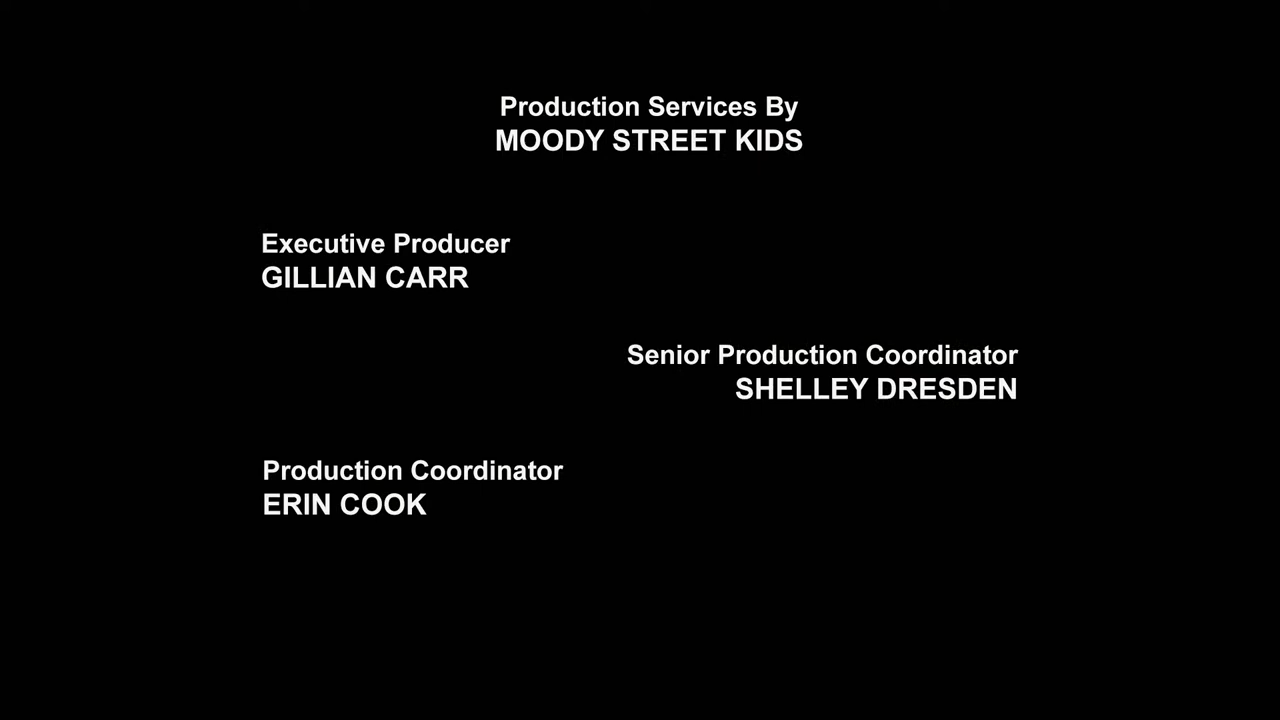 Production Services By
MOODY STREET KIDS
Executive Producer
GILLIAN CARR
Senior Production Coordinator
SHELLEY DRESDEN
Production Coordinator
ERIN COOK